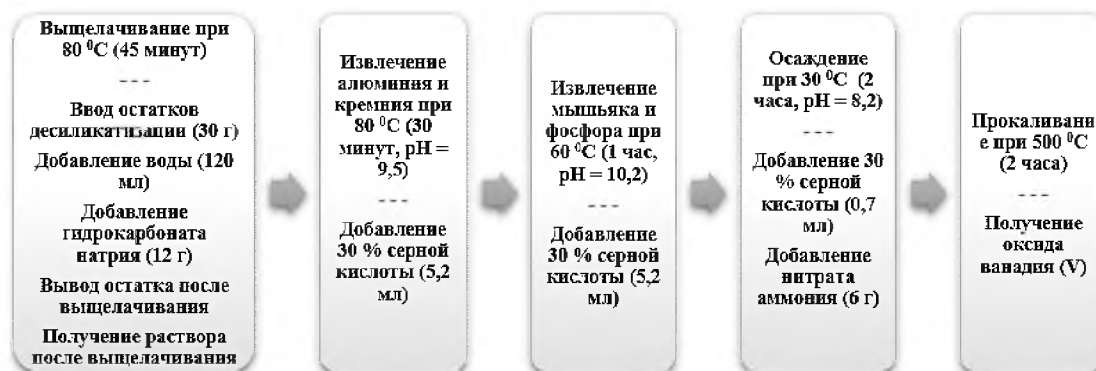 Выщелачивание при
80 ⁰С (45 минут)
---
Ввод остатков
десиликатизации (30 г)
Добавление воды (120
мл)
Добавление
гидрокарбоната
натрия (12 г)
Вывод остатка после
выщелачивания
Получение раствора
после выщелачивания
Извлечение
алюминия и
кремния при
80 ⁰С (30
минут, рН =
9,5)
---
Добавление
30 % серной
кислоты (5,2
мл)
Извлечение
мышьяка и
фосфора при
60 ⁰С (1 час,
рН = 10,2)
---
Добавление
30 % серной
кислоты (5,2
мл)
Осаждение
при 30 ⁰С (2
часа, рН = 8,2)
---
Добавление 30
% серной
кислоты (0,7
мл)
Добавление
нитрата
аммония (6 г)
Прокаливани
е при 500 ⁰С
(2 часа)
----
Получение
оксида
ванадия (V)